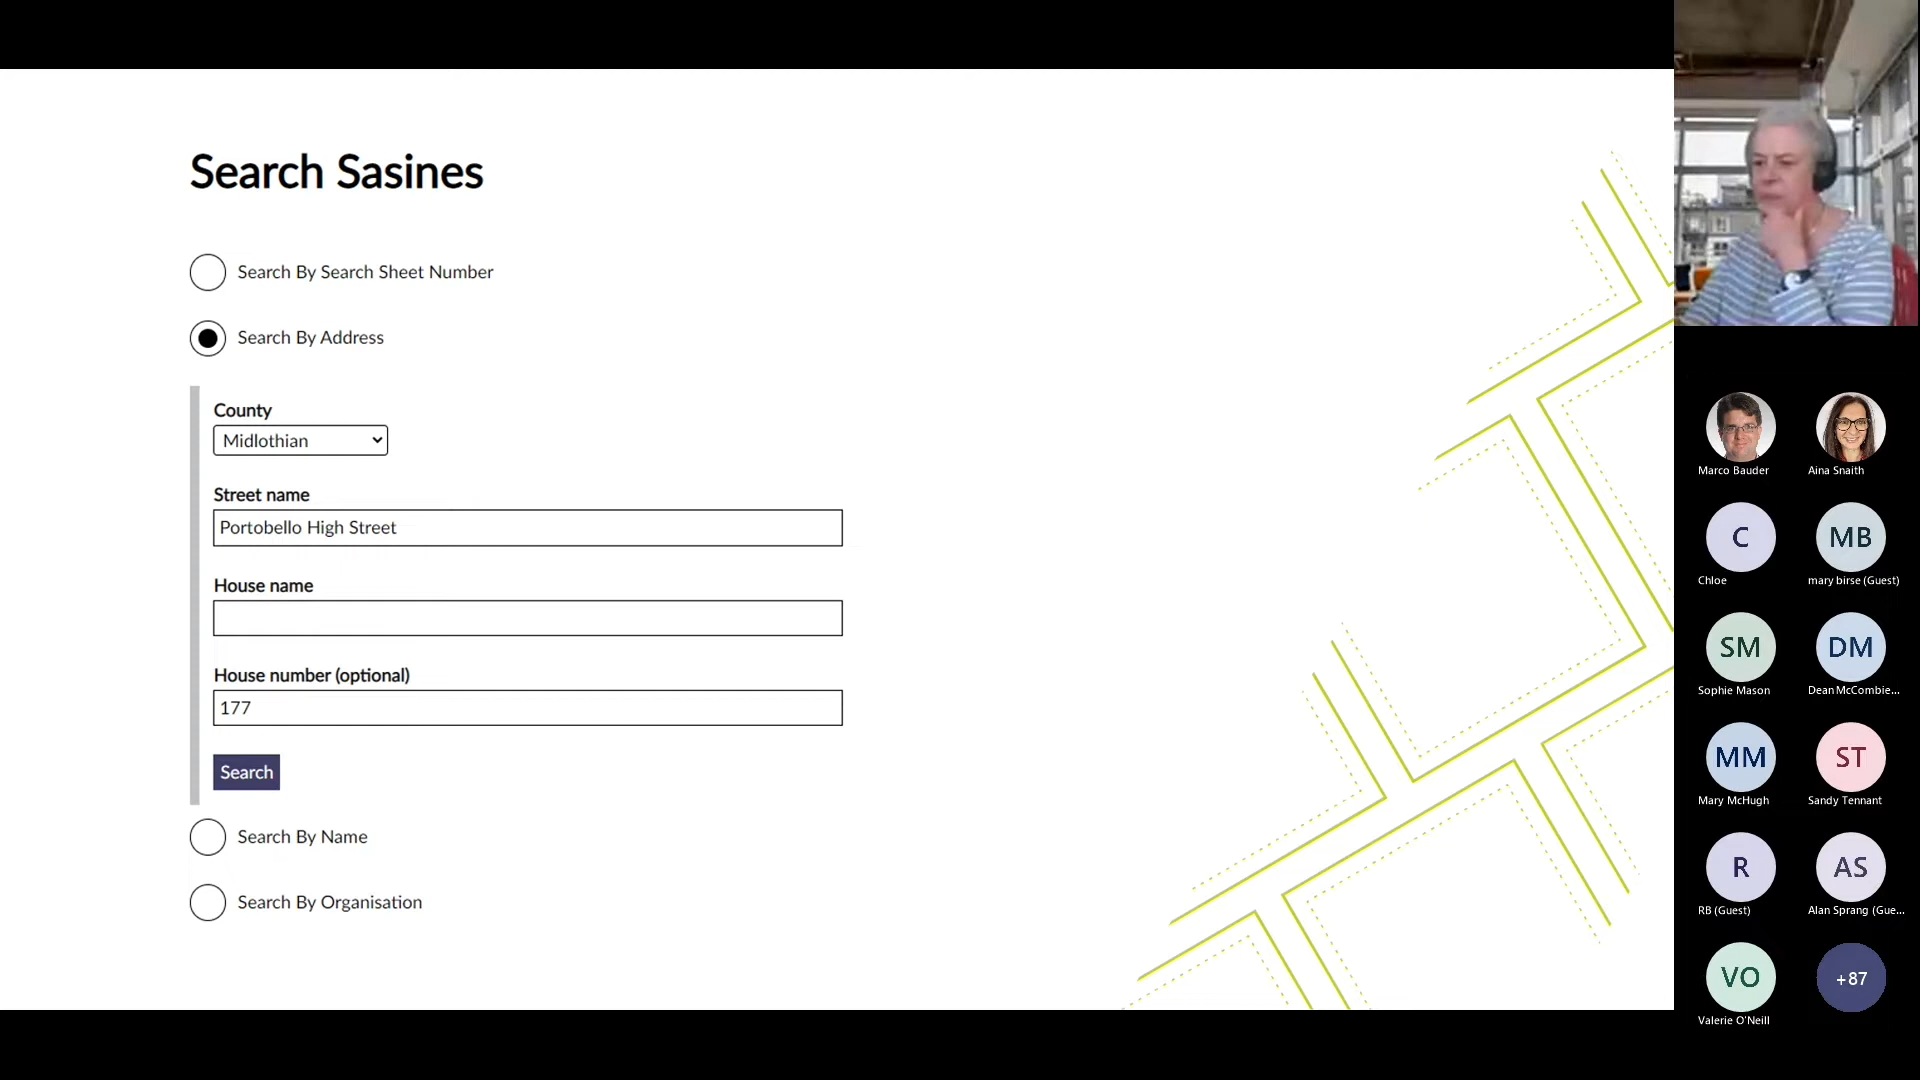 Search Sasines
Search By Search Sheet Number
Search By Address
County
Midlothian
Street name
Portobello High Street
House name
House number (optional)
177
Search
Search By Name
Search By Organisation
Marco Bauder
Aina Snaith
C
Chloe
MB
mary birse (Guest)
SM
Sophie Mason
DM
Dean McCombie...
MM
Mary McHugh
ST
Sandy Tennant
R
RB (Guest)
AS
Alan Sprang (Gue...
VO
Valerie O'Neill
+87